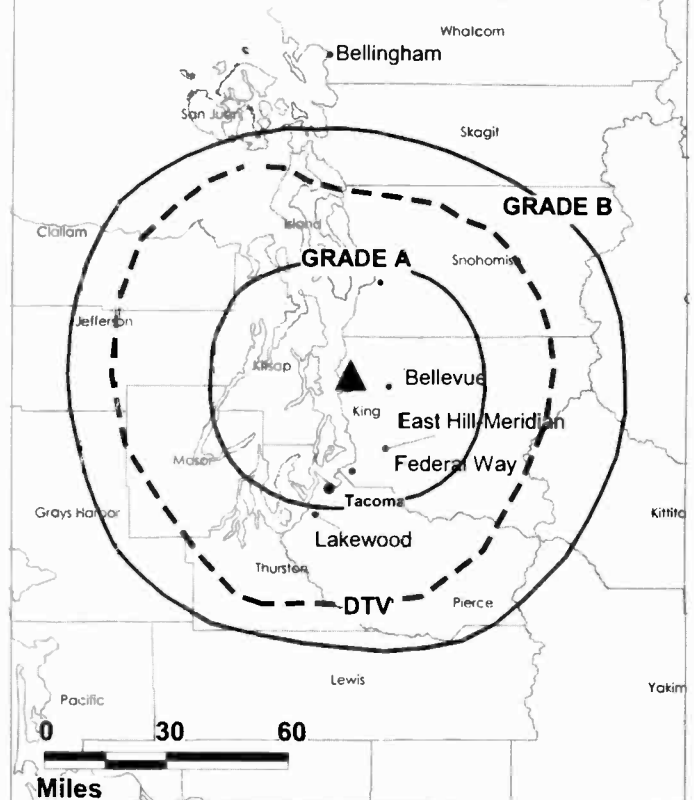 Whalcom
Bellingham
San Juan
Skagit
GRADE B
Island
Clallam
GRADE A
Snohomis
Jefferson
Kitsap
Bellevue
King
East Hill-Meridian
Mason
Federal Way
Tacoma
Grays Harbor
Kittita
Lakewood
Thurston
DTV
Pierce
Lewis
Yakim
Pacific
0 30 60
Miles